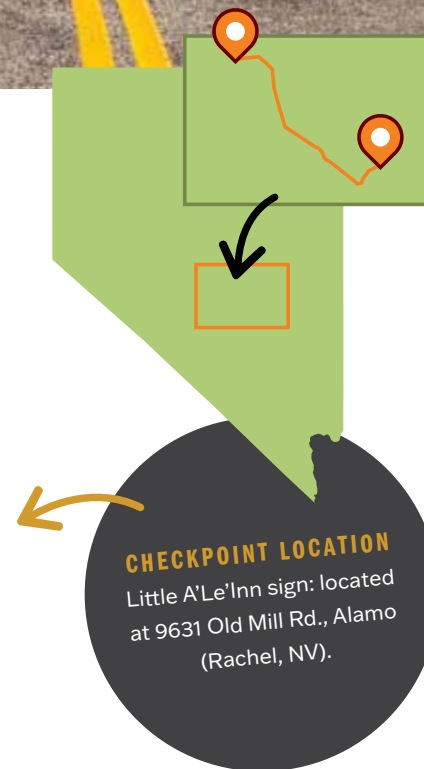 CHECKPOINT LOCATION
Little A’Le’Inn sign: located
at 9631 Old Mill Rd., Alamo
(Rachel, NV).